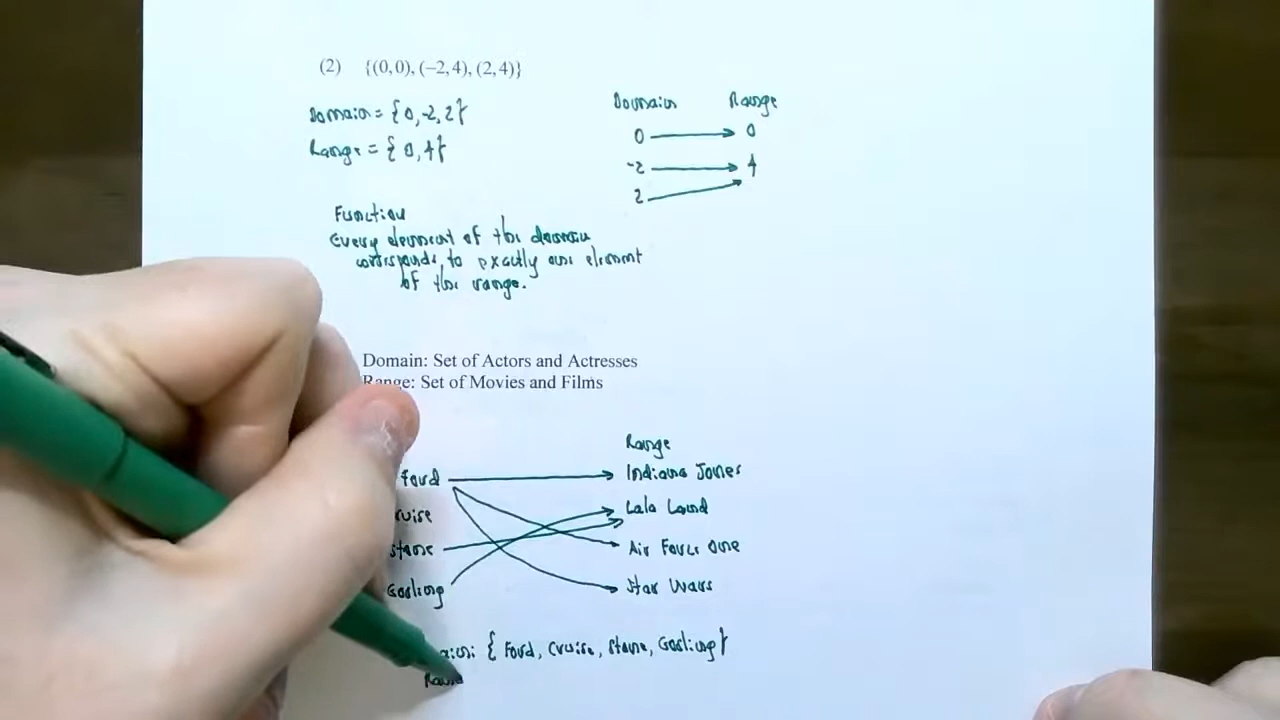 (2) {(0,0), (−2,4), (2,4)}
Domain = {0,-2,2}
Range = {0,4}
Domain Range
0 0
-2 4
2
Function
Every element of the domain
corresponds to exactly one element
of the range.
Domain: Set of Actors and Actresses
Range: Set of Movies and Films
Range
Ford Indiana Jones
ruise Lala Land
Stone Air Force One
Gosling Star Wars
ain: { Ford, Cruise, Stone, Gosling}